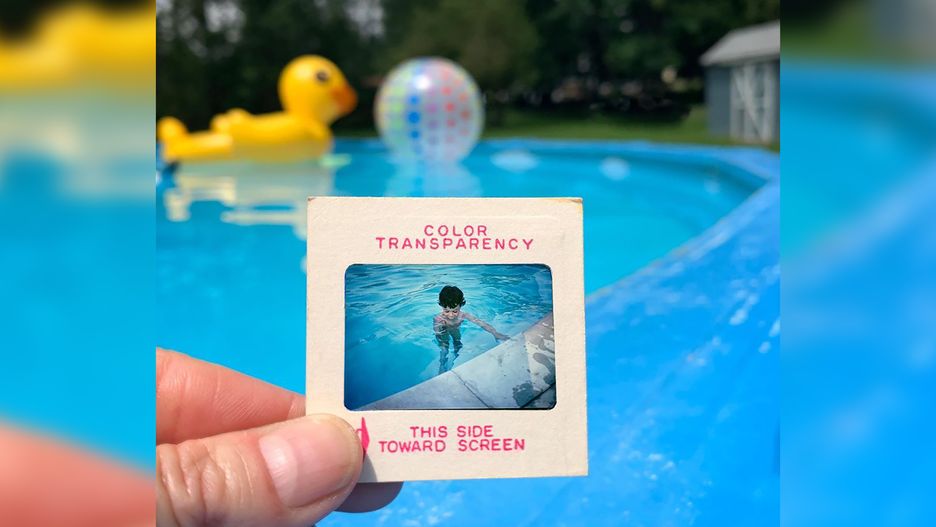 COLOR
TRANSPARENCY
THIS SIDE
TOWARD SCREEN